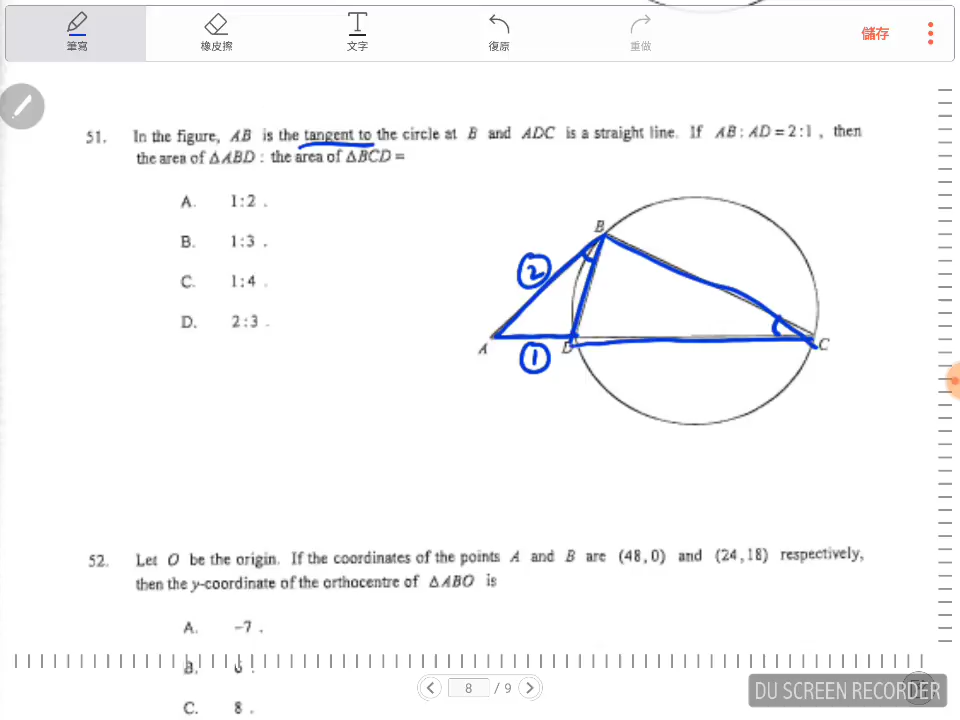 筆寫 橡皮擦 文字 復原 重做 儲存
51. In the figure, AB is the tangent to the circle at B and ADC is a straight line. If AB : AD = 2 : 1 , then
the area of ΔABD : the area of ΔBCD =
A. 1 : 2 .
B. 1 : 3 .
C. 1 : 4 .
D. 2 : 3 .
B
2
A
1
D
C
52. Let O be the origin. If the coordinates of the points A and B are (48, 0) and (24, 18) respectively,
then the y-coordinate of the orthocentre of ΔABO is
A. −7 .
B. 6 .
C. 8 .
8 / 9
DU SCREEN RECORDER